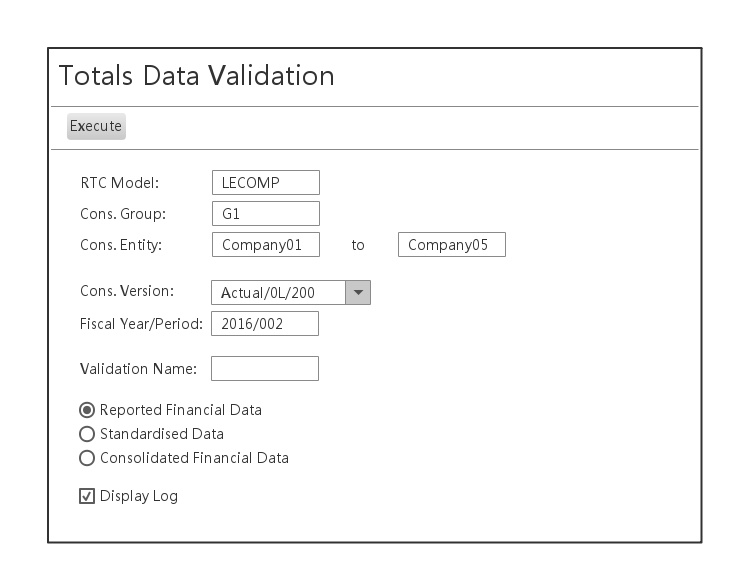 Totals Data Validation
Execute
RTC Model: LECOMP
Cons. Group: G1
Cons. Entity: Company01 to Company05
Cons. Version: Actual/0L/200
Fiscal Year/Period: 2016/002
Validation Name:
Reported Financial Data
Standardised Data
Consolidated Financial Data
Display Log